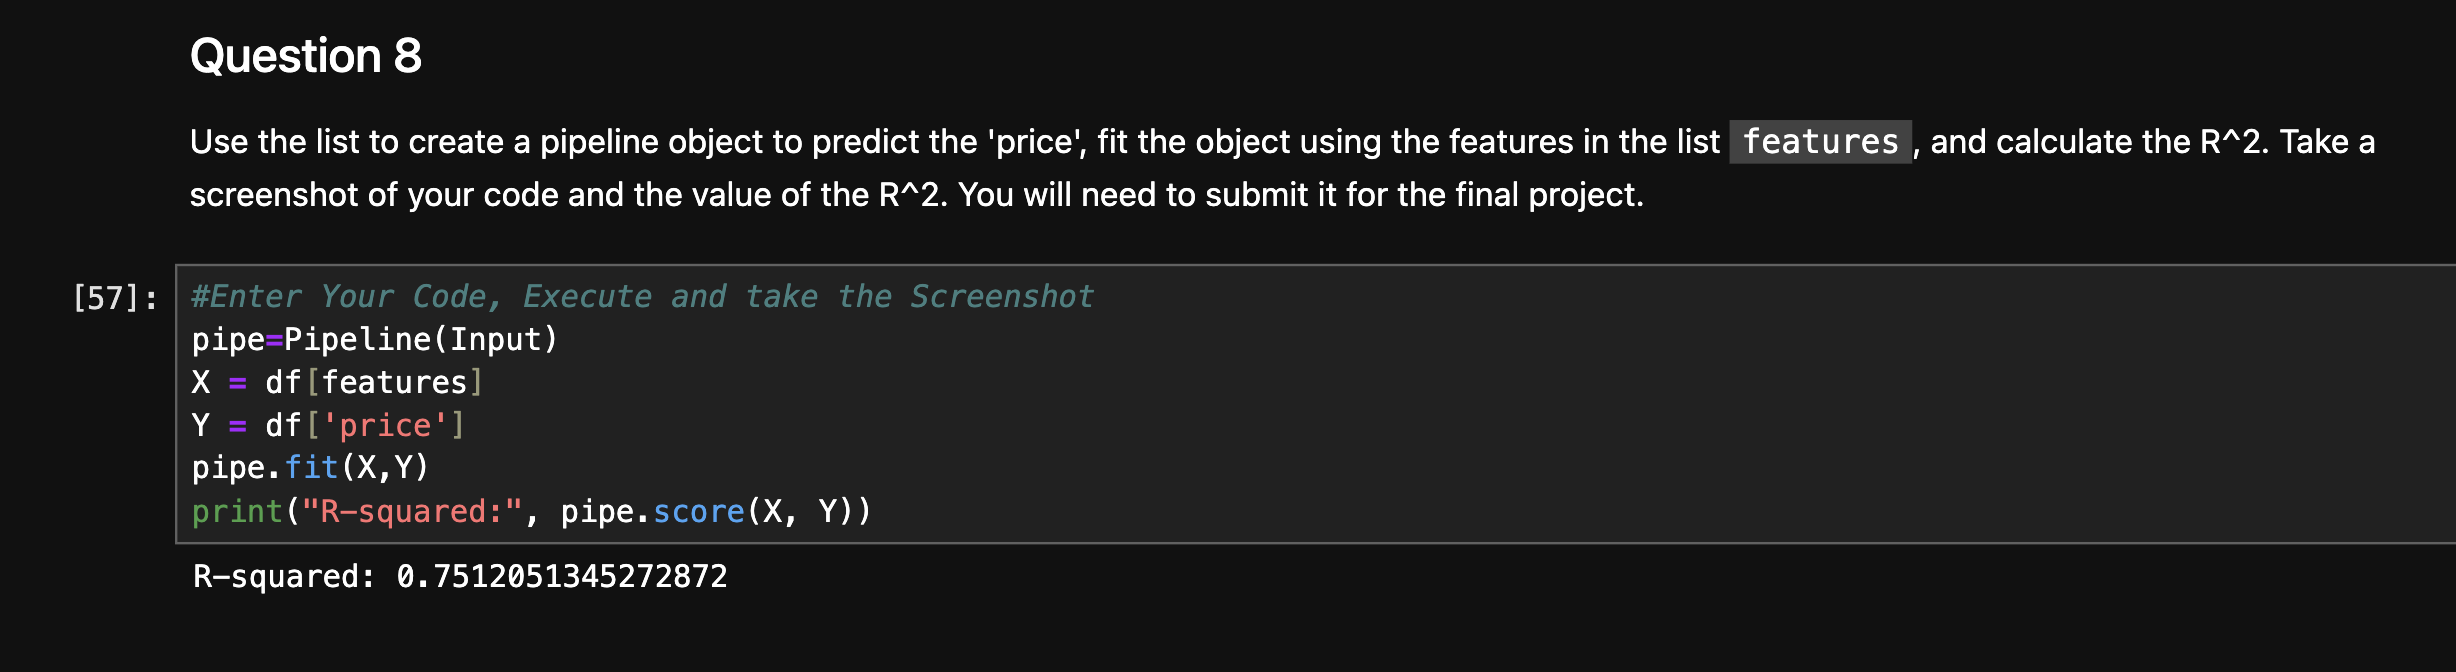 Question 8
Use the list to create a pipeline object to predict the 'price', fit the object using the features in the list features, and calculate the R^2. Take a
screenshot of your code and the value of the R^2. You will need to submit it for the final project.
[57]: #Enter Your Code, Execute and take the Screenshot
pipe=Pipeline(Input)
X = df[features]
Y = df['price']
pipe.fit(X,Y)
print("R-squared:", pipe.score(X, Y))
R-squared: 0.7512051345272872